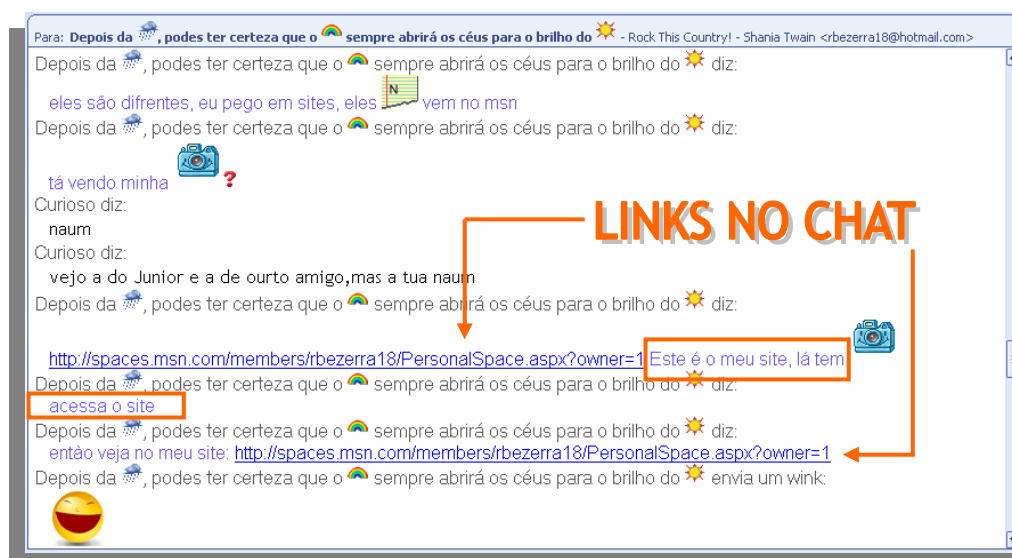 Para: Depois da , podes ter certeza que o sempre abrirá os céus para o brilho do - Rock This Country! - Shania Twain <rbezerra18@hotmail.com>
Depois da , podes ter certeza que o sempre abrirá os céus para o brilho do diz:
eles são difrentes, eu pego em sites, eles N vem no msn
Depois da , podes ter certeza que o sempre abrirá os céus para o brilho do diz:
tá vendo minha ?
Curioso diz:
naum
LINKS NO CHAT
Curioso diz:
vejo a do Junior e a de ourto amigo,mas a tua naum
Depois da , podes ter certeza que o sempre abrirá os céus para o brilho do diz:
http://spaces.msn.com/members/rbezerra18/PersonalSpace.aspx?owner=1 Este é o meu site, lá tem
Depois da , podes ter certeza que o sempre abrirá os céus para o brilho do diz:
acessa o site
Depois da , podes ter certeza que o sempre abrirá os céus para o brilho do diz:
então veja no meu site: http://spaces.msn.com/members/rbezerra18/PersonalSpace.aspx?owner=1
Depois da , podes ter certeza que o sempre abrirá os céus para o brilho do envia um wink: